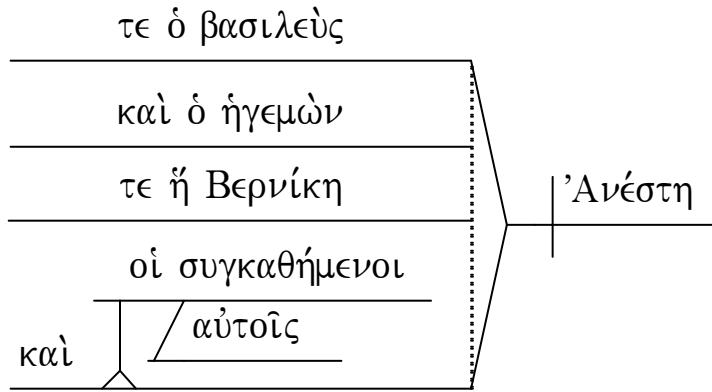 τε ὁ βασιλεὺς
καὶ ὁ ἡγεμὼν
τε ἥ Βερνίκη
Ἀνέστη
οἱ συγκαθήμενοι
αὐτοῖς
καὶ